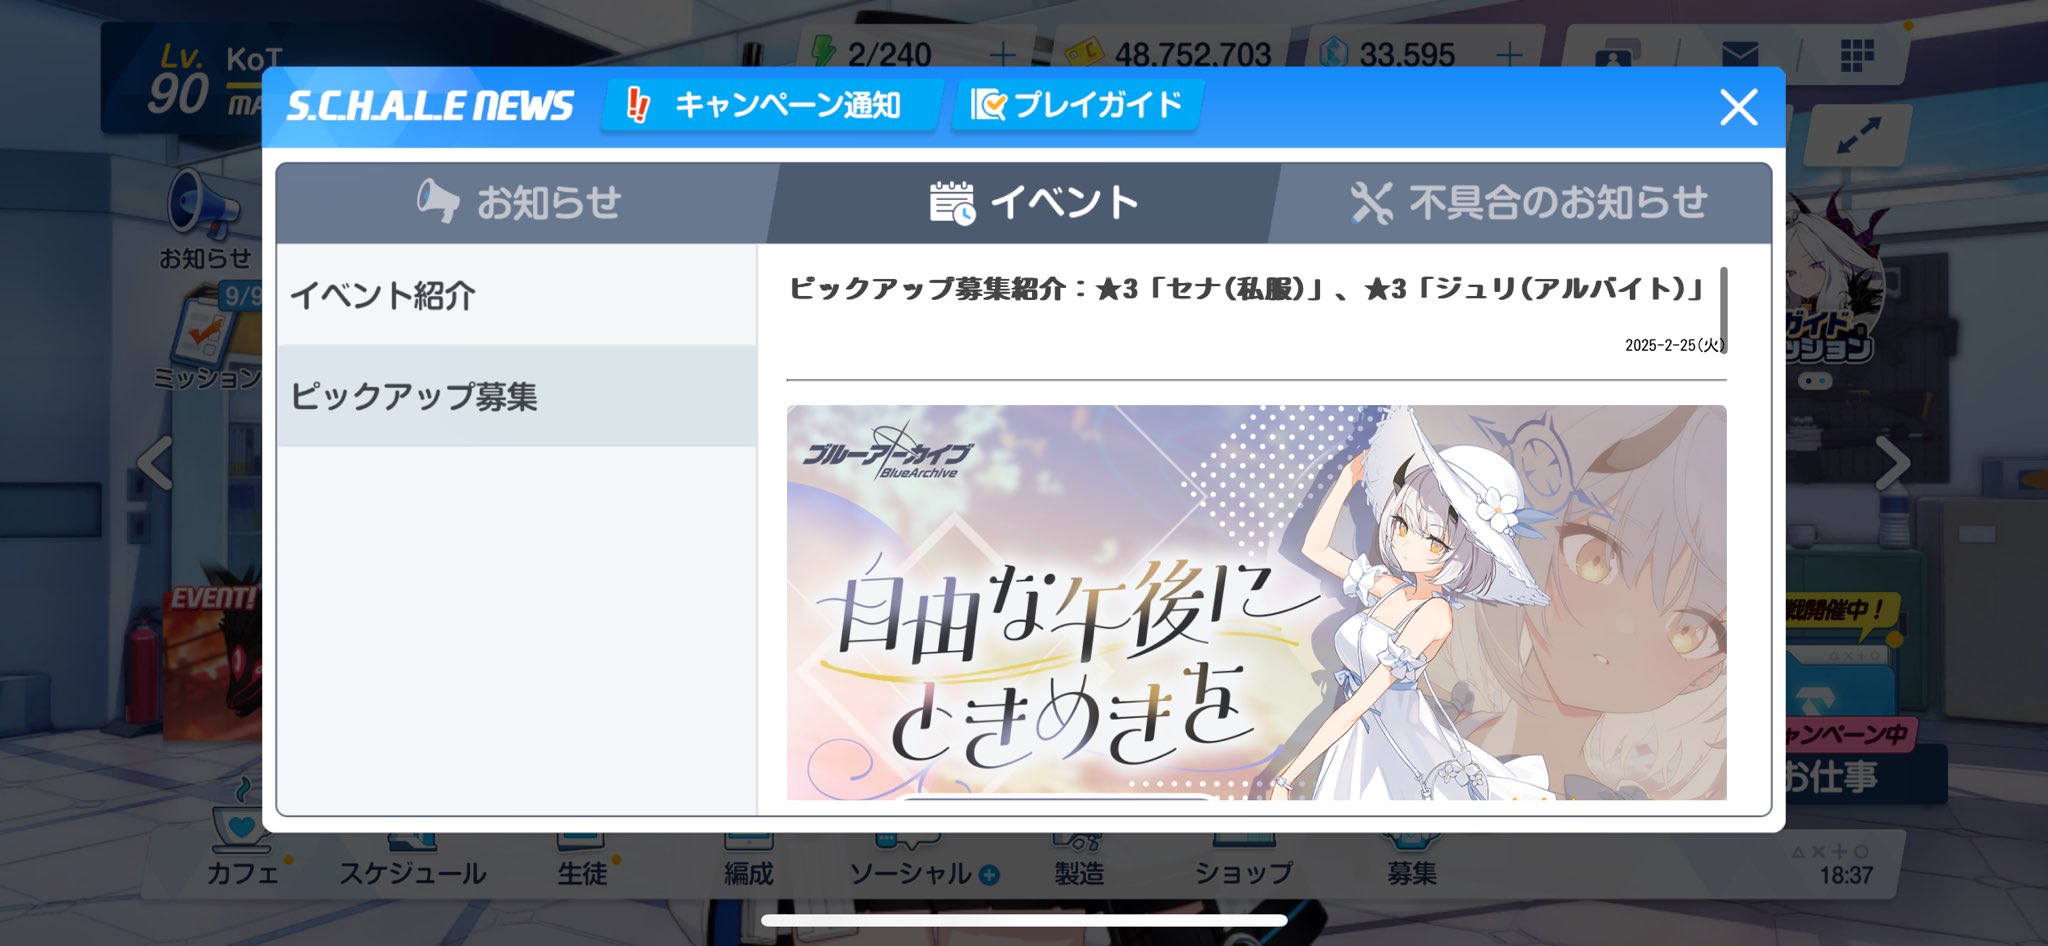 Lv.
90
KoT
2/240
48,752,703
33,595
S.C.H.A.L.E NEWS
キャンペーン通知
プレイガイド
お知らせ
イベント
不具合のお知らせ
お知らせ
9/9
ミッション
イベント紹介
ピックアップ募集
ピックアップ募集紹介：★3「セナ(私服)」、★3「ジュリ(アルバイト)」
2025-2-25(火)
ブルーアーカイブ
BlueArchive
自由な午後に
ときめきを
EVENT!
ガイド
ッション
戦開催中！
ャンペーン中
お仕事
カフェ
スケジュール
生徒
編成
ソーシャル
製造
ショップ
募集
18:37